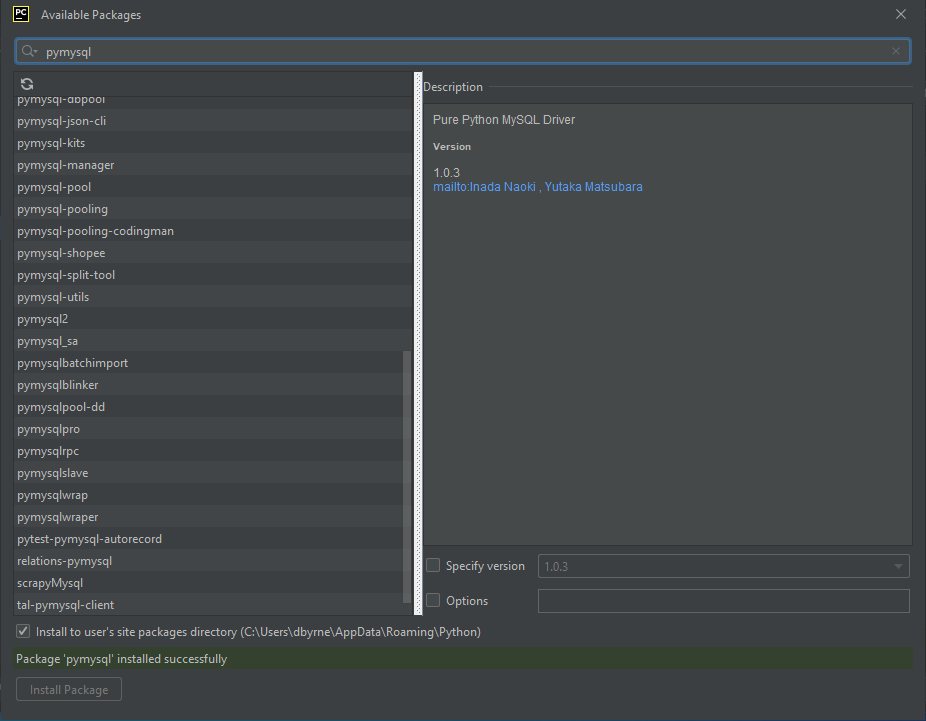 PC
Available Packages
pymysql
pymysql-dbpool
pymysql-json-cli
pymysql-kits
pymysql-manager
pymysql-pool
pymysql-pooling
pymysql-pooling-codingman
pymysql-shopee
pymysql-split-tool
pymysql-utils
pymysql2
pymysql_sa
pymysqlbatchimport
pymysqlblinker
pymysqlpool-dd
pymysqlpro
pymysqlrpc
pymysqlslave
pymysqlwrap
pymysqlwraper
pytest-pymysql-autorecord
relations-pymysql
scrapyMysql
tal-pymysql-client
Description
Pure Python MySQL Driver
Version
1.0.3
mailto:Inada Naoki , Yutaka Matsubara
Specify version 1.0.3
Options
Install to user's site packages directory (C:\Users\dbyrne\AppData\Roaming\Python)
Package 'pymysql' installed successfully
Install Package